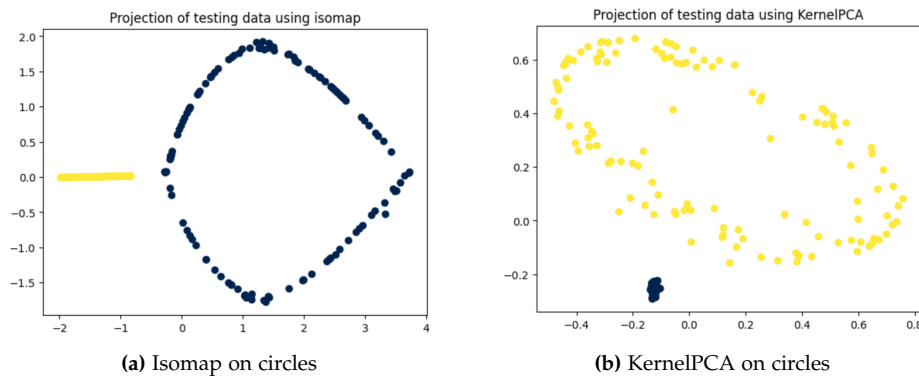 Projection of testing data using isomap
2.0
1.5
1.0
0.5
0.0
−0.5
−1.0
−1.5
−2 −1 0 1 2 3 4
(a) Isomap on circles
Projection of testing data using KernelPCA
0.6
0.4
0.2
0.0
−0.2
−0.4 −0.2 0.0 0.2 0.4 0.6 0.8
(b) KernelPCA on circles